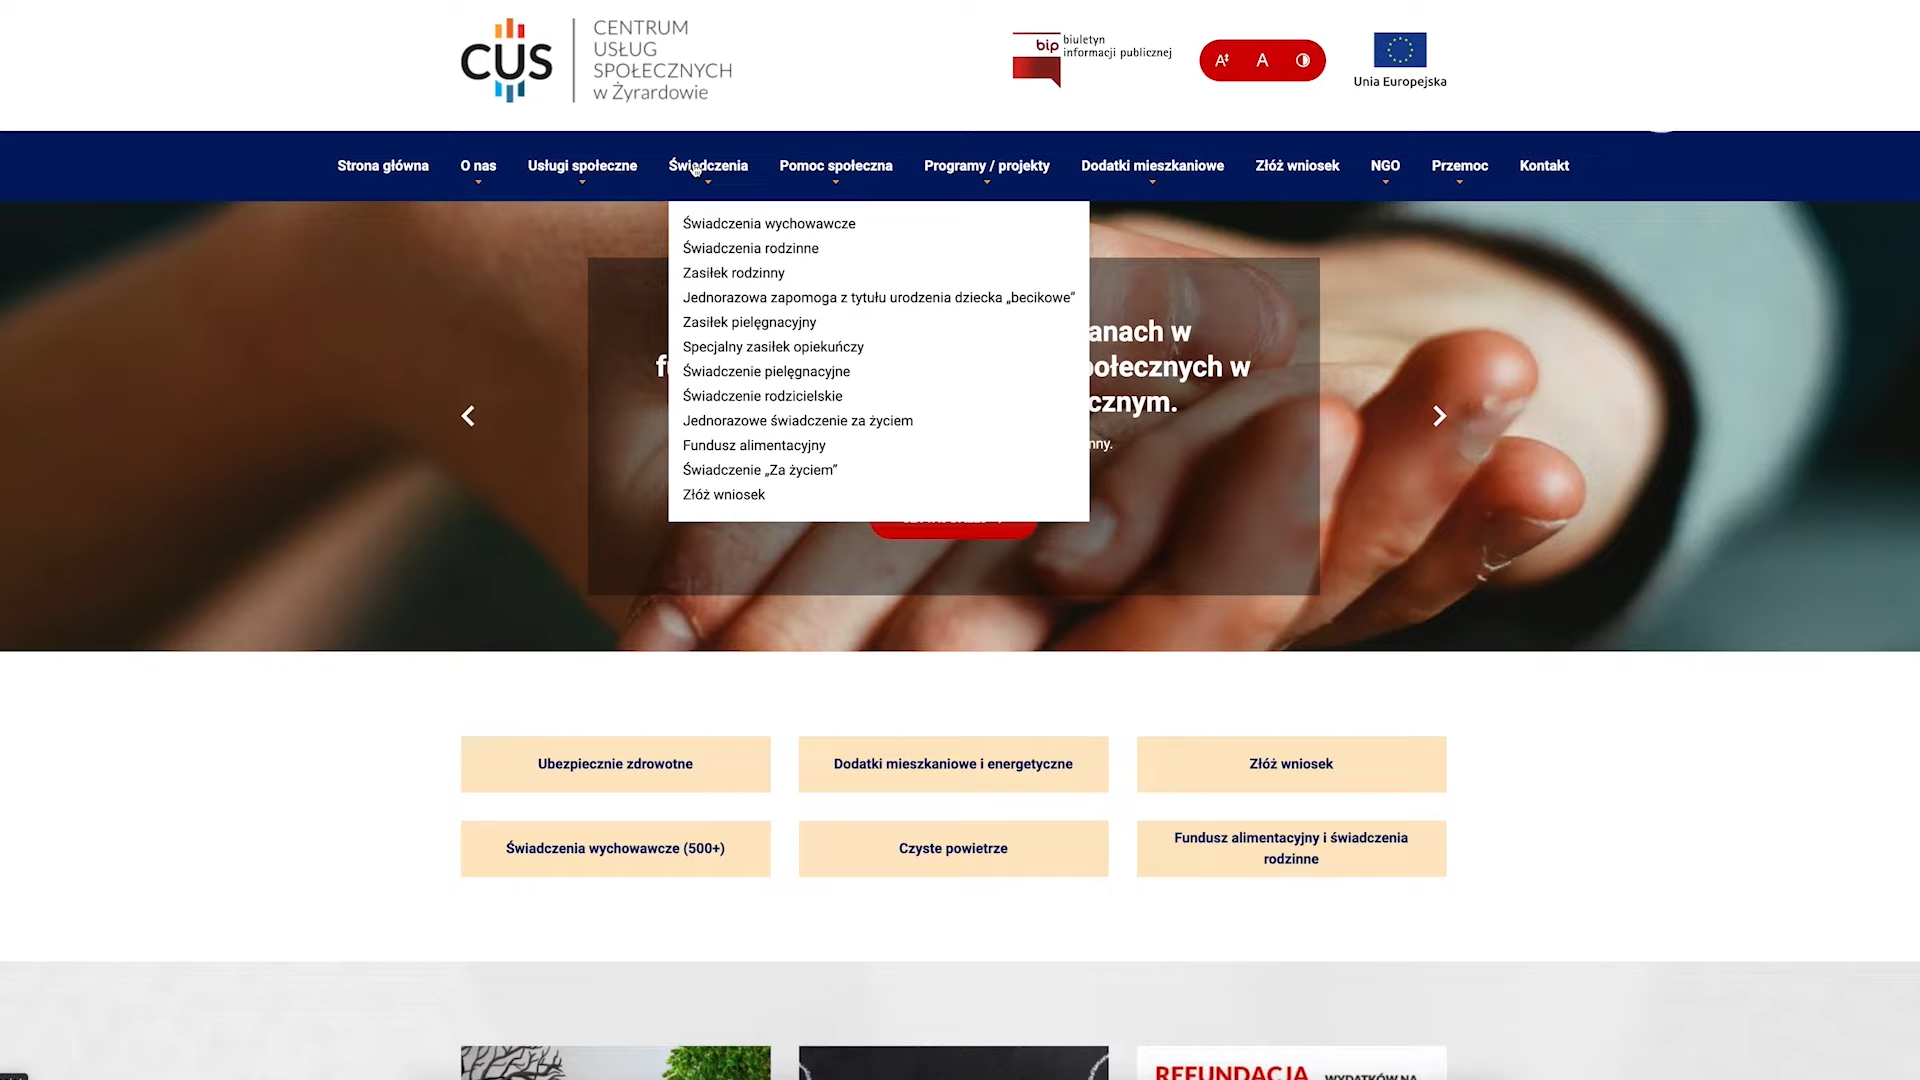 CUS
CENTRUM
USŁUG
SPOŁECZNYCH
w Żyrardowie
bip
biuletyn
informacji publicznej
A A
Unia Europejska
Strona główna O nas Usługi społeczne Świadczenia Pomoc społeczna Programy / projekty Dodatki mieszkaniowe Złóż wniosek NGO Przemoc Kontakt
Świadczenia wychowawcze
Świadczenia rodzinne
Zasiłek rodzinny
Jednorazowa zapomoga z tytułu urodzenia dziecka „becikowe”
Zasiłek pielęgnacyjny
Specjalny zasiłek opiekuńczy
Świadczenie pielęgnacyjne
Świadczenie rodzicielskie
Jednorazowe świadczenie za życiem
Fundusz alimentacyjny
Świadczenie „Za życiem”
Złóż wniosek
anach w
połecznych w
cznym.
nny.
Ubezpiecznie zdrowotne Dodatki mieszkaniowe i energetyczne Złóż wniosek
Świadczenia wychowawcze (500+) Czyste powietrze Fundusz alimentacyjny i świadczenia
rodzinne
REFUNDACJA WYDATKÓW NA